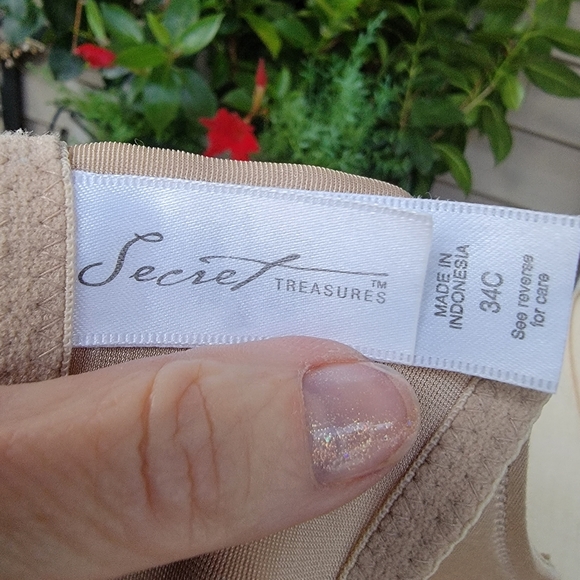 Secret
TREASURES™
MADE IN
INDONESIA
34C
See reverse
for care